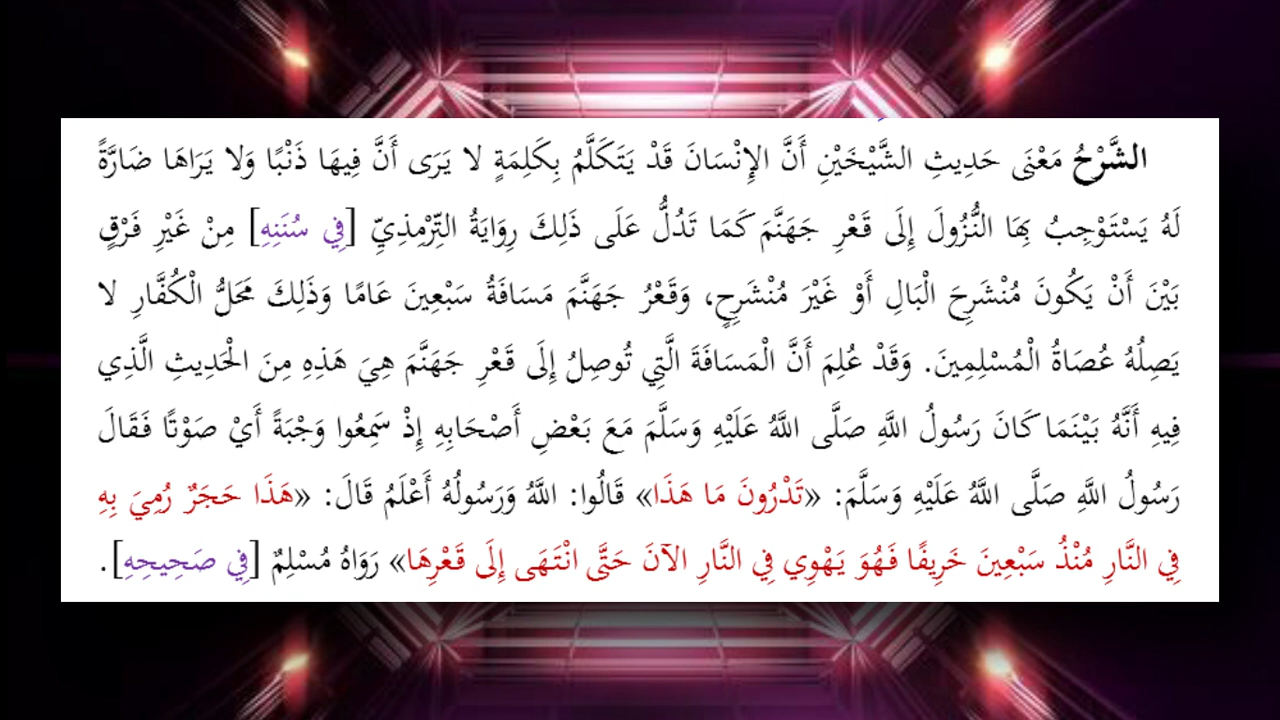 الشَّرْحُ مَعْنَى حَدِيثِ الشَّيْخَيْنِ أَنَّ الإِنْسَانَ قَدْ يَتَكَلَّمُ بِكَلِمَةٍ لا يَرَى أَنَّ فِيهَا ذَنْبًا وَلا يَرَاهَا ضَارَّةً
لَهُ يَسْتَوْجِبُ بِهَا النُّزُولَ إِلَى قَعْرِ جَهَنَّمَ كَمَا تَدُلُّ عَلَى ذَلِكَ رِوَايَةُ التِّرْمِذِيِّ [فِي سُنَنِهِ] مِنْ غَيْرِ فَرْقٍ
بَيْنَ أَنْ يَكُونَ مُنْشَرِحَ الْبَالِ أَوْ غَيْرَ مُنْشَرِحٍ، وَقَعْرُ جَهَنَّمَ مَسَافَةُ سَبْعِينَ عَامًا وَذَلِكَ مَحَلُّ الْكُفَّارِ لا
يَصِلُهُ عُصَاةُ الْمُسْلِمِينَ. وَقَدْ عُلِمَ أَنَّ الْمَسَافَةَ الَّتِي تُوصِلُ إِلَى قَعْرِ جَهَنَّمَ هِيَ هَذِهِ مِنَ الْحَدِيثِ الَّذِي
فِيهِ أَنَّهُ بَيْنَمَا كَانَ رَسُولُ اللَّهِ صَلَّى اللَّهُ عَلَيْهِ وَسَلَّمَ مَعَ بَعْضِ أَصْحَابِهِ إِذْ سَمِعُوا وَجْبَةً أَيْ صَوْتًا فَقَالَ
رَسُولُ اللَّهِ صَلَّى اللَّهُ عَلَيْهِ وَسَلَّمَ: «تَدْرُونَ مَا هَذَا» قَالُوا: اللَّهُ وَرَسُولُهُ أَعْلَمُ قَالَ: «هَذَا حَجَرٌ رُمِيَ بِهِ
فِي النَّارِ مُنْذُ سَبْعِينَ خَرِيفًا فَهُوَ يَهْوِي فِي النَّارِ الآنَ حَتَّى انْتَهَى إِلَى قَعْرِهَا» رَوَاهُ مُسْلِمٌ [فِي صَحِيحِهِ].